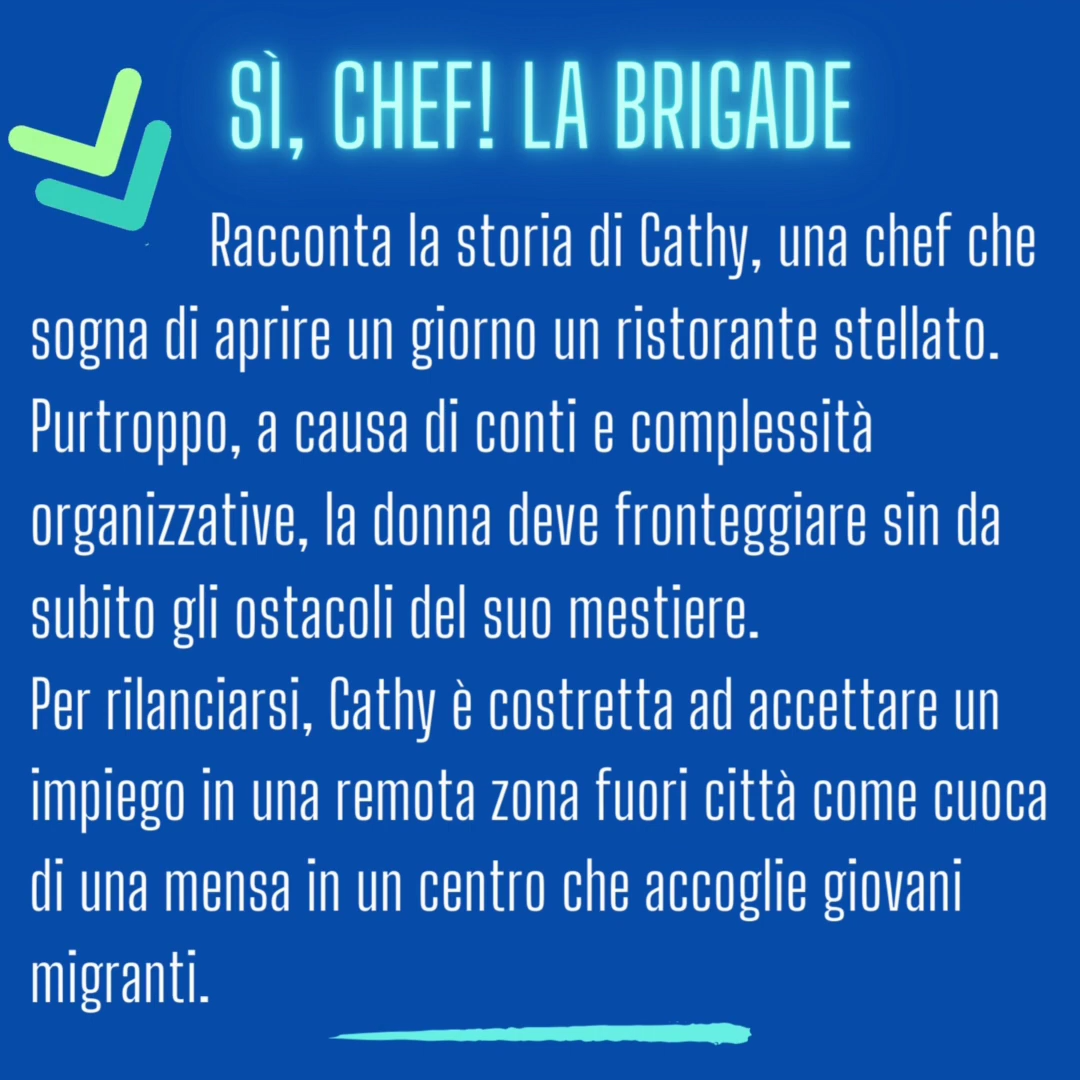 SÌ, CHEF! LA BRIGADE
Racconta la storia di Cathy, una chef che
sogna di aprire un giorno un ristorante stellato.
Purtroppo, a causa di conti e complessità
organizzative, la donna deve fronteggiare sin da
subito gli ostacoli del suo mestiere.
Per rilanciarsi, Cathy è costretta ad accettare un
impiego in una remota zona fuori città come cuoca
di una mensa in un centro che accoglie giovani
migranti.